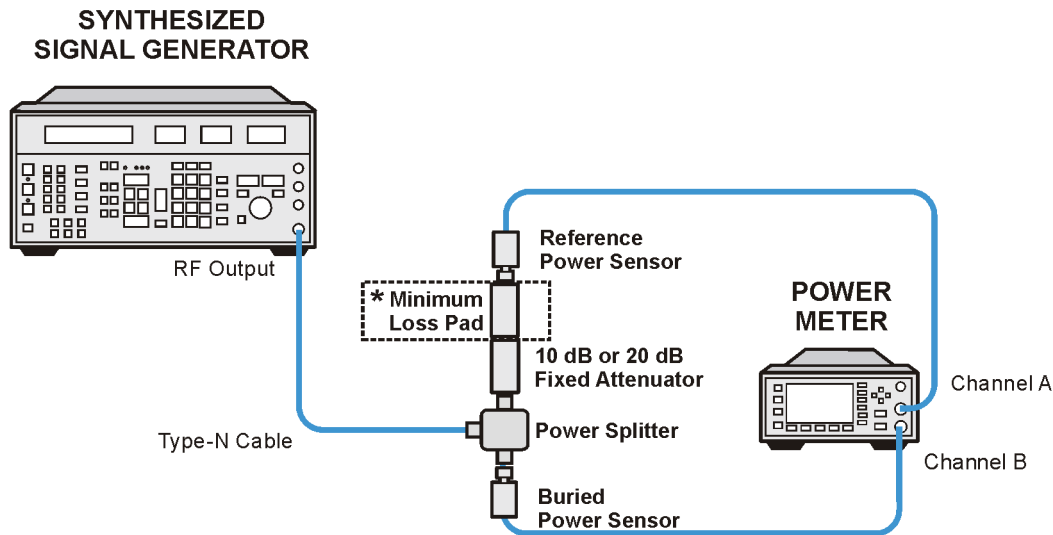 SYNTHESIZED
SIGNAL GENERATOR
RF Output
Reference
Power Sensor
* Minimum
Loss Pad
POWER
METER
10 dB or 20 dB
Fixed Attenuator
Channel A
Type-N Cable
Power Splitter
Channel B
Buried
Power Sensor